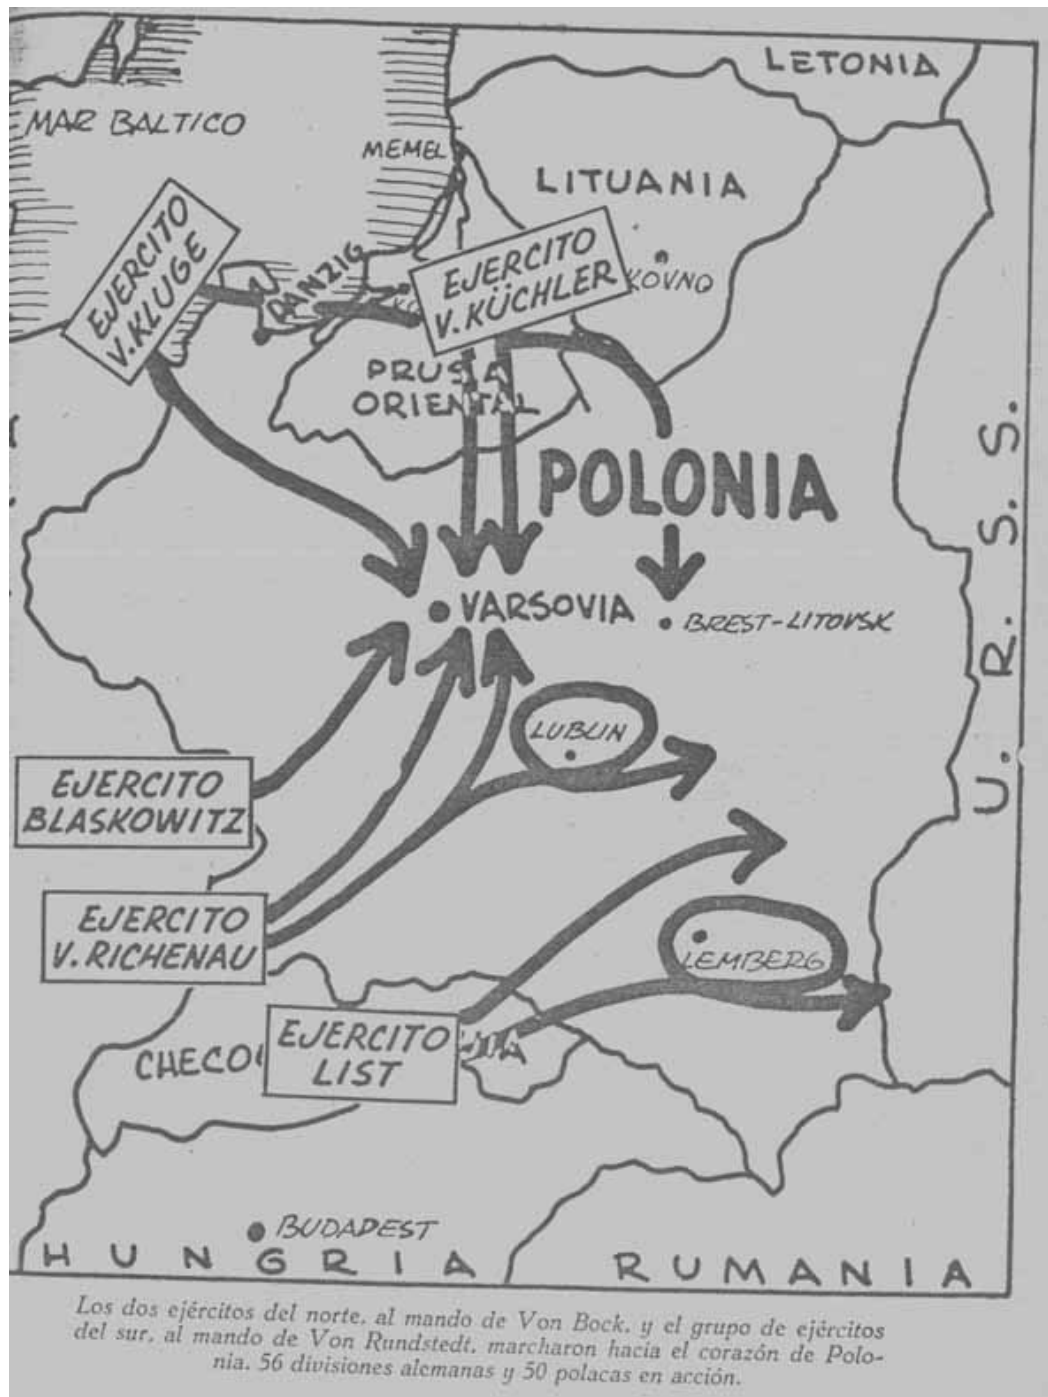 LETONIA
MAR BALTICO
MEMEL
LITUANIA
EJERCITO
V. KLUGE
DANZIG
EJERCITO
V. KÜCHLER
KOVNO
PRUSIA
ORIENTAL
POLONIA
U. R. S. S.
VARSOVIA
BREST-LITOVSK
LUBLIN
EJERCITO
BLASKOWITZ
EJERCITO
V. RICHENAU
LEMBERG
EJERCITO
LIST
CHECO
BUDAPEST
HUNGRIA
RUMANIA
Los dos ejércitos del norte, al mando de Von Bock, y el grupo de ejércitos
del sur, al mando de Von Rundstedt, marcharon hacia el corazón de Polo-
nia. 56 divisiones alemanas y 50 polacas en acción.